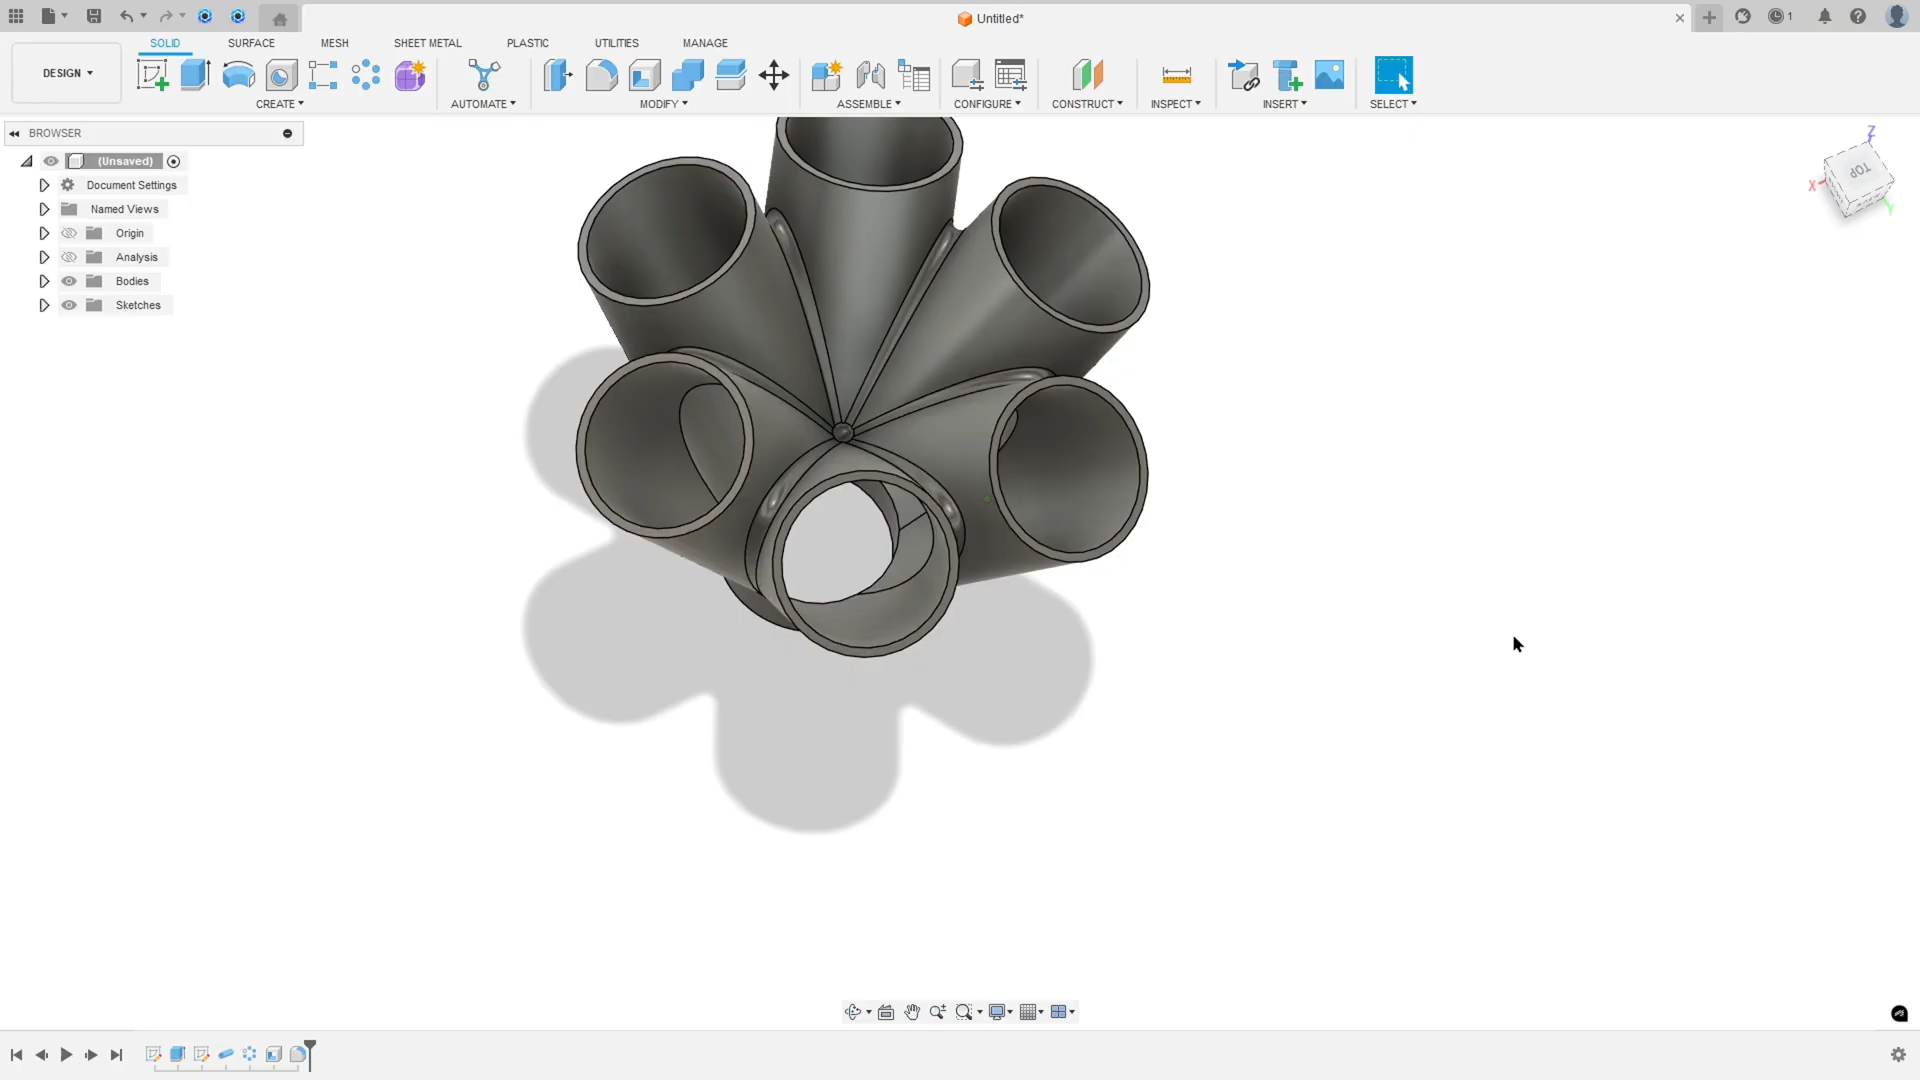 Untitled*
1
SOLID SURFACE MESH SHEET METAL PLASTIC UTILITIES MANAGE
DESIGN
CREATE AUTOMATE MODIFY ASSEMBLE CONFIGURE CONSTRUCT INSPECT INSERT SELECT
BROWSER
(Unsaved)
Document Settings
Named Views
Origin
Analysis
Bodies
Sketches
Z
TOP
X
Y